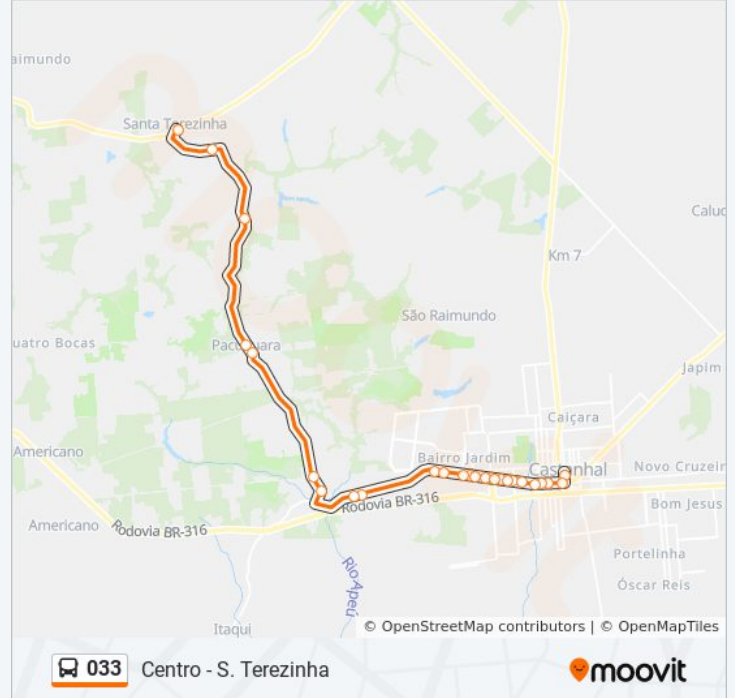 aimundo
Santa Terezinha
Caluc
Km 7
São Raimundo
uatro Bocas
Japim
Caiçara
Americano
Bairro Jardim
Novo Cruzeir
Rodovia BR-316
Bom Jesus
Americano
Rodovia BR-316
Portelinha
Rio Apeú
Óscar Reis
Itaqui
© OpenStreetMap contributors | © OpenMapTiles
033 Centro - S. Terezinha
moovit